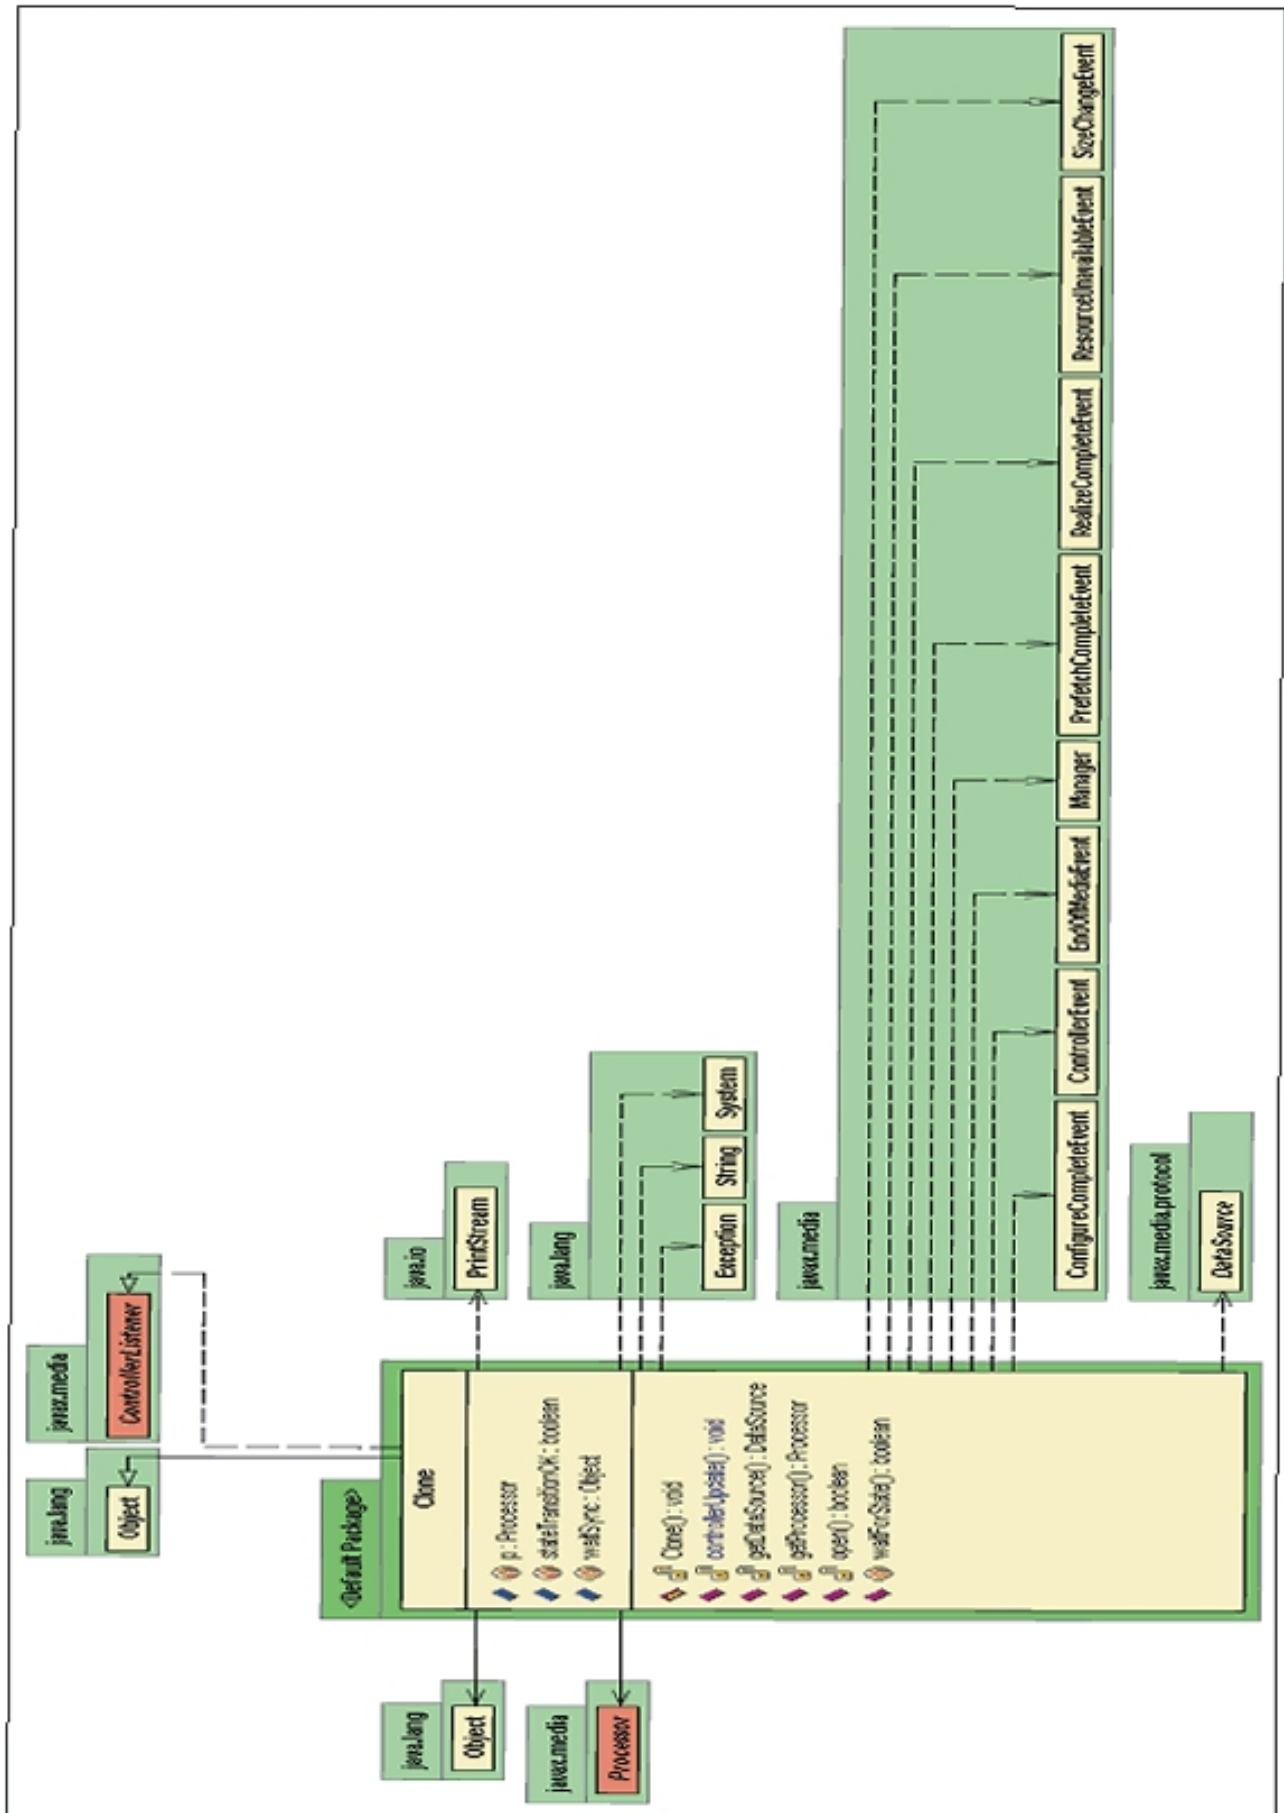 java.lang
Object
javax.media
ControllerListener
<Default Package>
Clone
p : Processor
stateTransitionOK : boolean
waitSync : Object
Clone() : void
controllerUpdate() : void
getDataSource() : DataSource
getProcessor() : Processor
open() : boolean
waitForState() : boolean
java.lang
Object
javax.media
Processor
java.io
PrintStream
java.lang
Exception
String
System
javax.media
ConfigureCompleteEvent
ControllerEvent
EndOfMediaEvent
Manager
PrefetchCompleteEvent
RealizeCompleteEvent
ResourceUnavailableEvent
SizeChangeEvent
javax.media.protocol
DataSource